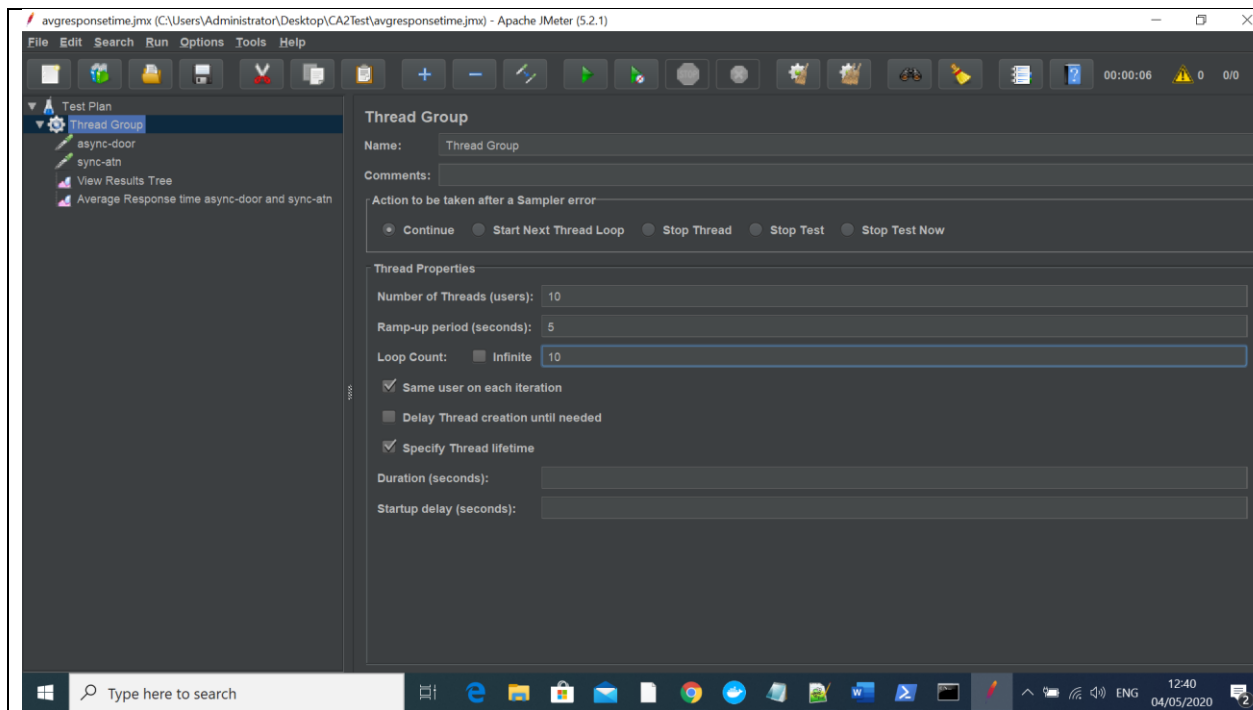 avgresponsetime.jmx (C:\Users\Administrator\Desktop\CA2Test\avgresponsetime.jmx) - Apache JMeter (5.2.1)
File Edit Search Run Options Tools Help
00:00:06 0 0/0
Test Plan
Thread Group
async-door
sync-atn
View Results Tree
Average Response time async-door and sync-atn
Thread Group
Name: Thread Group
Comments:
Action to be taken after a Sampler error
Continue Start Next Thread Loop Stop Thread Stop Test Stop Test Now
Thread Properties
Number of Threads (users): 10
Ramp-up period (seconds): 5
Loop Count: Infinite 10
Same user on each iteration
Delay Thread creation until needed
Specify Thread lifetime
Duration (seconds):
Startup delay (seconds):
Type here to search
ENG
12:40
04/05/2020
2